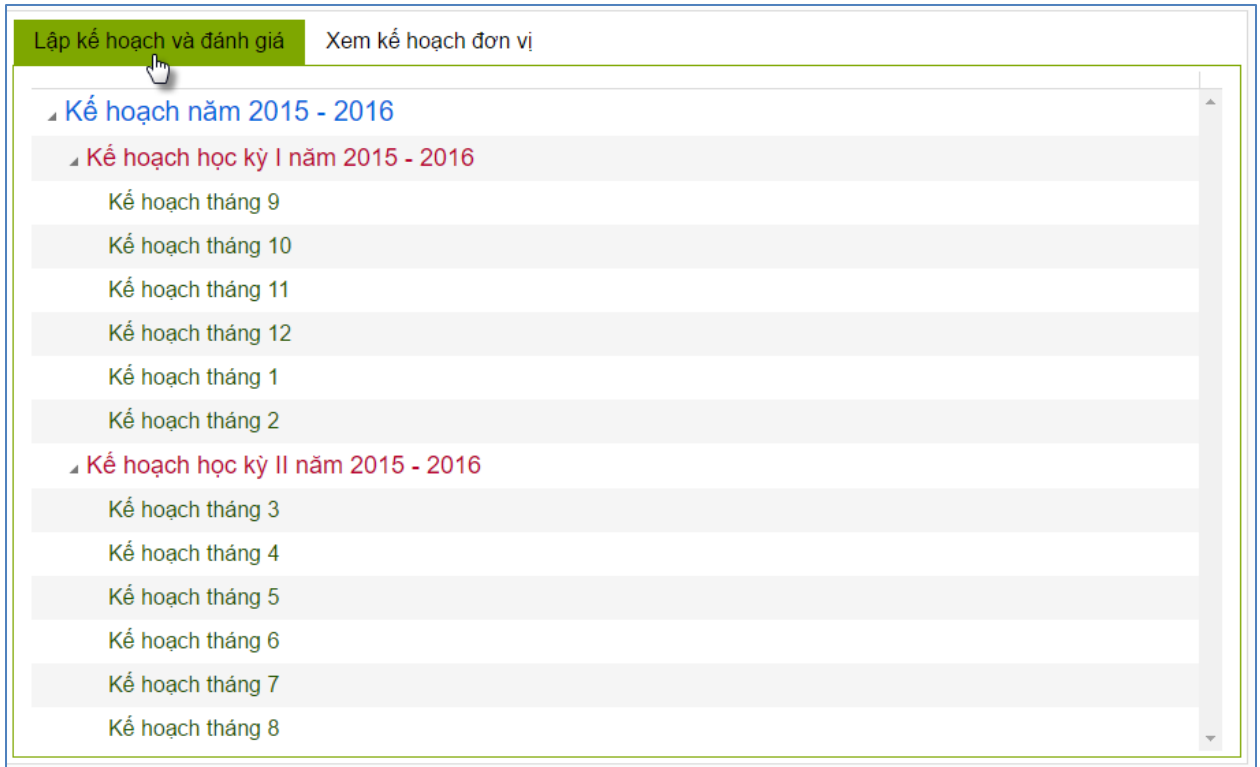 Lập kế hoạch và đánh giá Xem kế hoạch đơn vị
Kế hoạch năm 2015 - 2016
Kế hoạch học kỳ I năm 2015 - 2016
Kế hoạch tháng 9
Kế hoạch tháng 10
Kế hoạch tháng 11
Kế hoạch tháng 12
Kế hoạch tháng 1
Kế hoạch tháng 2
Kế hoạch học kỳ II năm 2015 - 2016
Kế hoạch tháng 3
Kế hoạch tháng 4
Kế hoạch tháng 5
Kế hoạch tháng 6
Kế hoạch tháng 7
Kế hoạch tháng 8